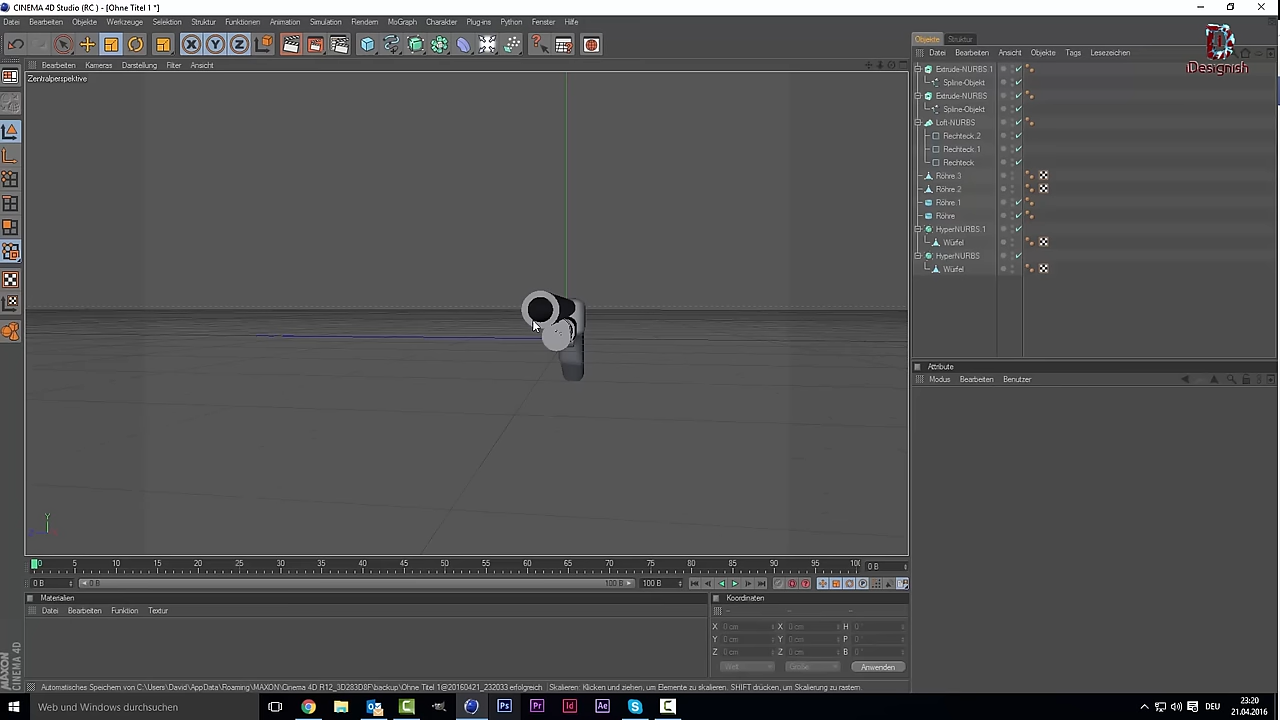 CINEMA 4D Studio (RC ) - [Ohne Titel 1 *]
Datei Bearbeiten Objekte Werkzeuge Selektion Struktur Funktionen Animation Simulation Rendern MoGraph Charakter Plug-ins Python Fenster Hilfe
Objekte Struktur
iDesignish
Datei Bearbeiten Ansicht Objekte Tags Lesezeichen
Bearbeiten Kameras Darstellung Filter Ansicht
Zentralperspektive
Extrude-NURBS 1
Spline-Objekt
Extrude-NURBS
Spline-Objekt
Loft-NURBS
Rechteck.2
Rechteck.1
Rechteck
Röhre 3
Röhre.2
Röhre.1
Röhre
HyperNURBS 1
Würfel
HyperNURBS
Würfel
Attribute
Modus Bearbeiten Benutzer
Y
0 5 10 15 20 25 30 35 40 45 50 55 60 65 70 75 80 85 90 95 100 0 B
0 B 0 B 100 B 100 B
Materialien
Datei Bearbeiten Funktion Textur
Koordinaten
X 0 cm X 0 cm H 0 °
Y 0 cm Y 0 cm P 0 °
Z 0 cm Z 0 cm B 0 °
Welt Größe Anwenden
MAXON CINEMA 4D
Automatisches Speichern von C:\Users\David\AppData\Roaming\MAXON\Cinema 4D R12_3D283D8F\backup\Ohne Titel 1@20160421_232033 erfolgreich Skalieren: Klicken und ziehen, um Elemente zu skalieren. SHIFT drücken, um Skalierung zu rastern.
Web und Windows durchsuchen
DEU
23:20
21.04.2016